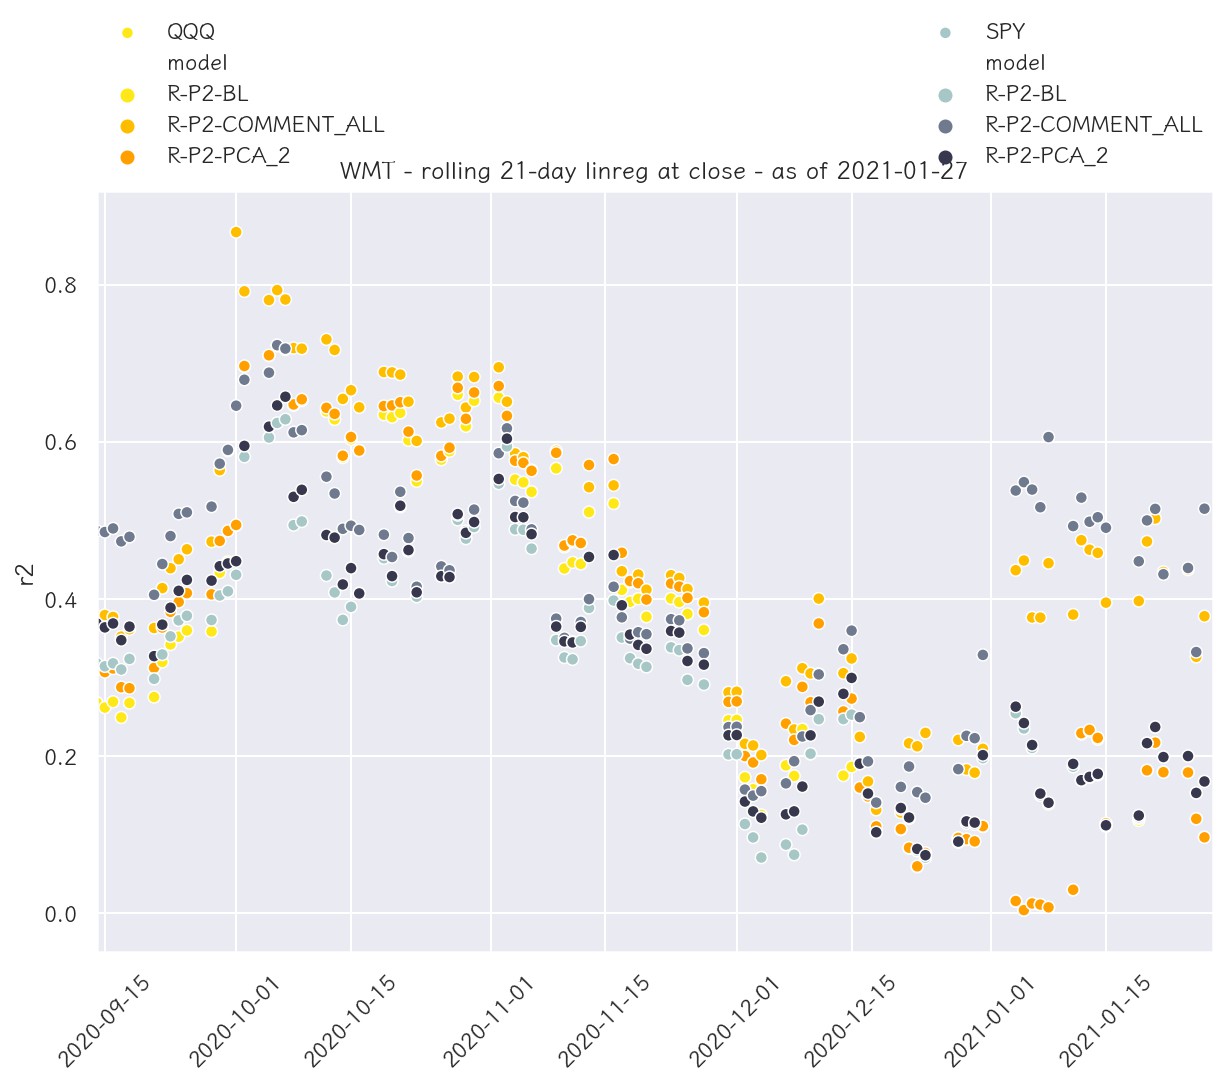 QQQ
model
R-P2-BL
R-P2-COMMENT_ALL
R-P2-PCA_2
SPY
model
R-P2-BL
R-P2-COMMENT_ALL
R-P2-PCA_2
WMT - rolling 21-day linreg at close - as of 2021-01-27
r2
0.8
0.6
0.4
0.2
0.0
2020-09-15
2020-10-01
2020-10-15
2020-11-01
2020-11-15
2020-12-01
2020-12-15
2021-01-01
2021-01-15